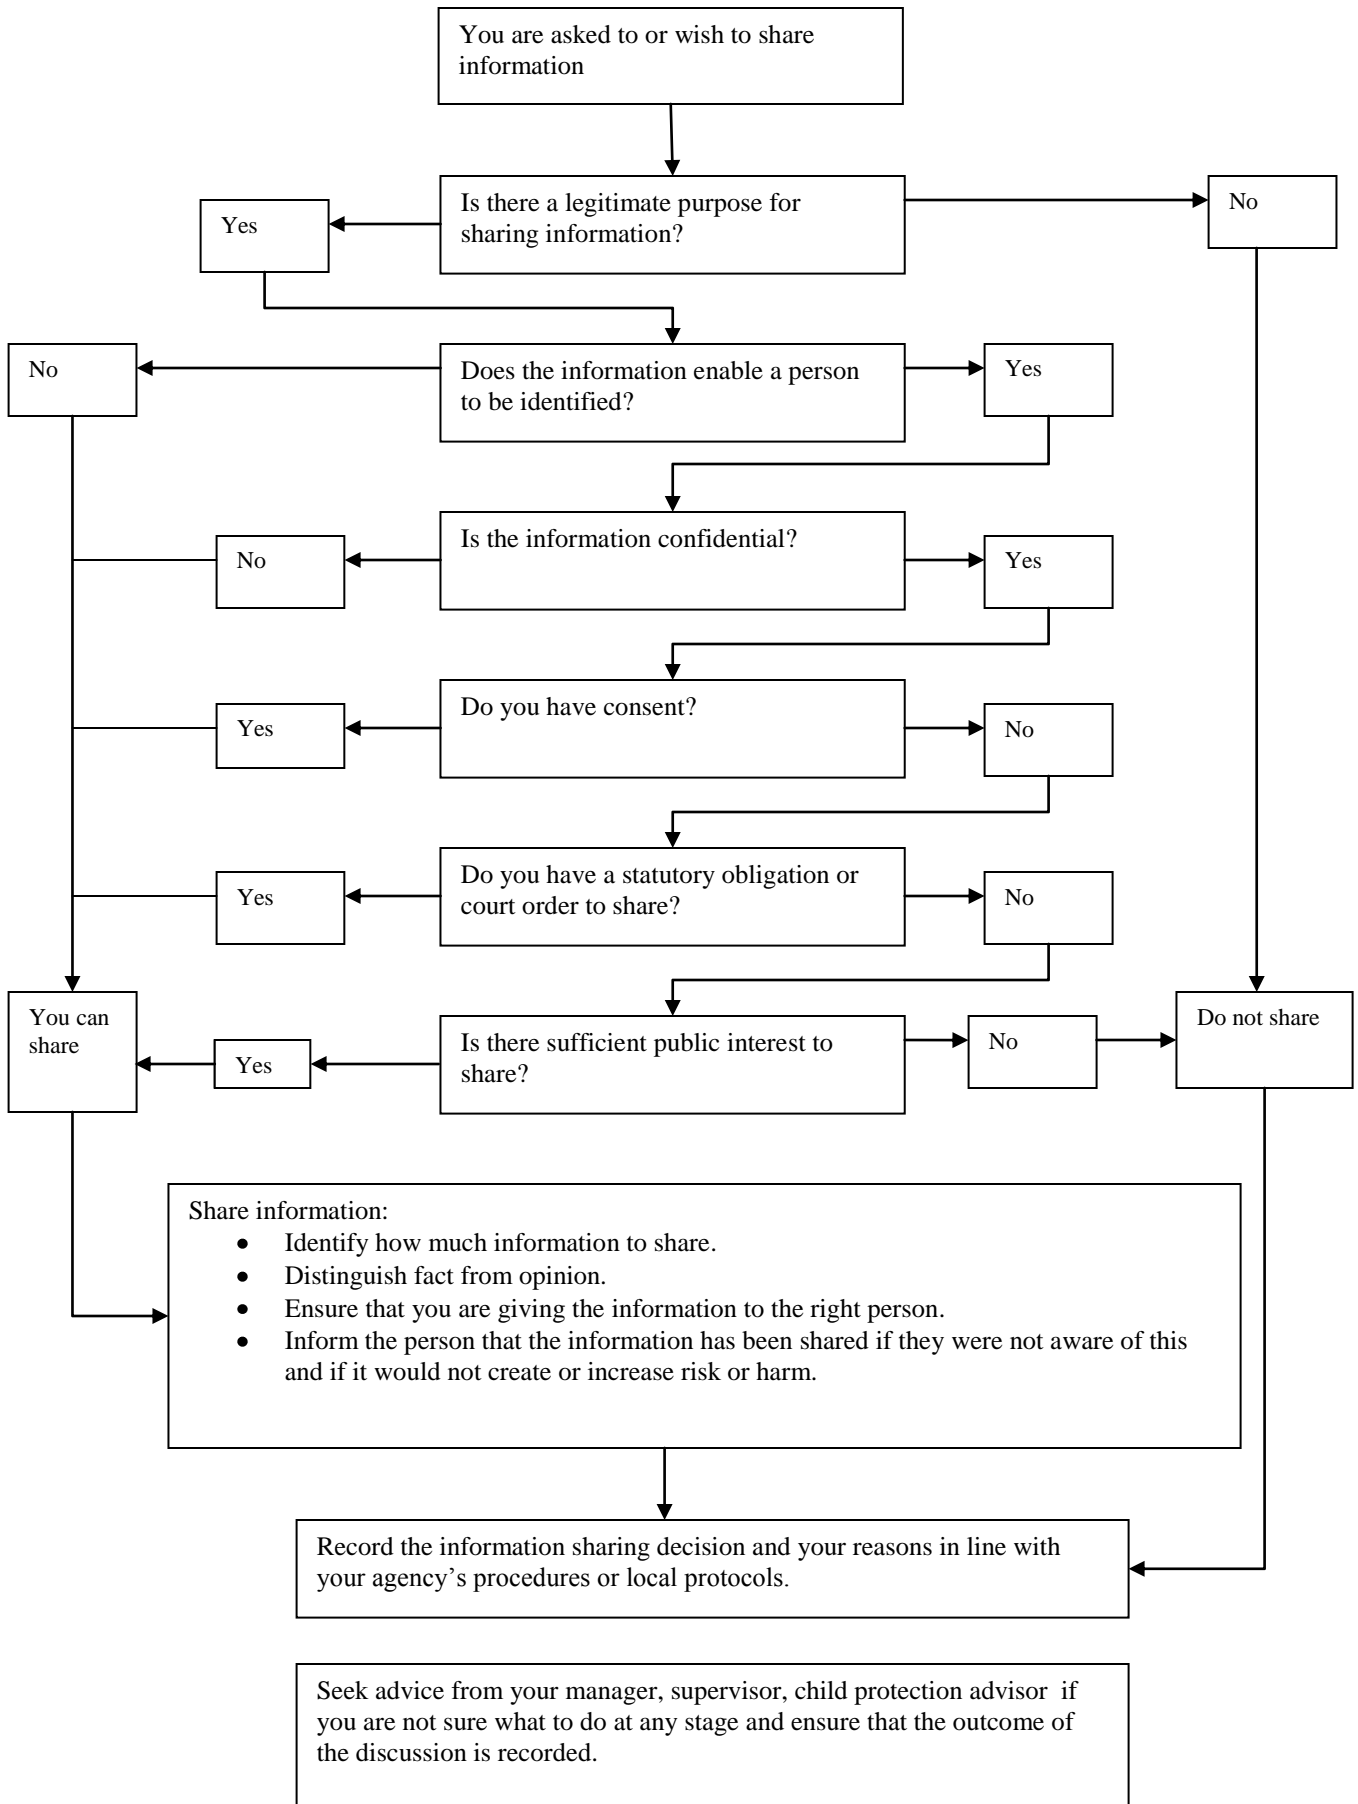 You are asked to or wish to share
information
Is there a legitimate purpose for
sharing information?
No
Yes
No
Does the information enable a person
to be identified?
Yes
Is the information confidential?
No
Yes
Do you have consent?
Yes
No
Do you have a statutory obligation or
court order to share?
Yes
No
You can
share
Yes
Is there sufficient public interest to
share?
No
Do not share
Share information:
• Identify how much information to share.
• Distinguish fact from opinion.
• Ensure that you are giving the information to the right person.
• Inform the person that the information has been shared if they were not aware of this
and if it would not create or increase risk or harm.
Record the information sharing decision and your reasons in line with
your agency’s procedures or local protocols.
Seek advice from your manager, supervisor, child protection advisor  if
you are not sure what to do at any stage and ensure that the outcome of
the discussion is recorded.